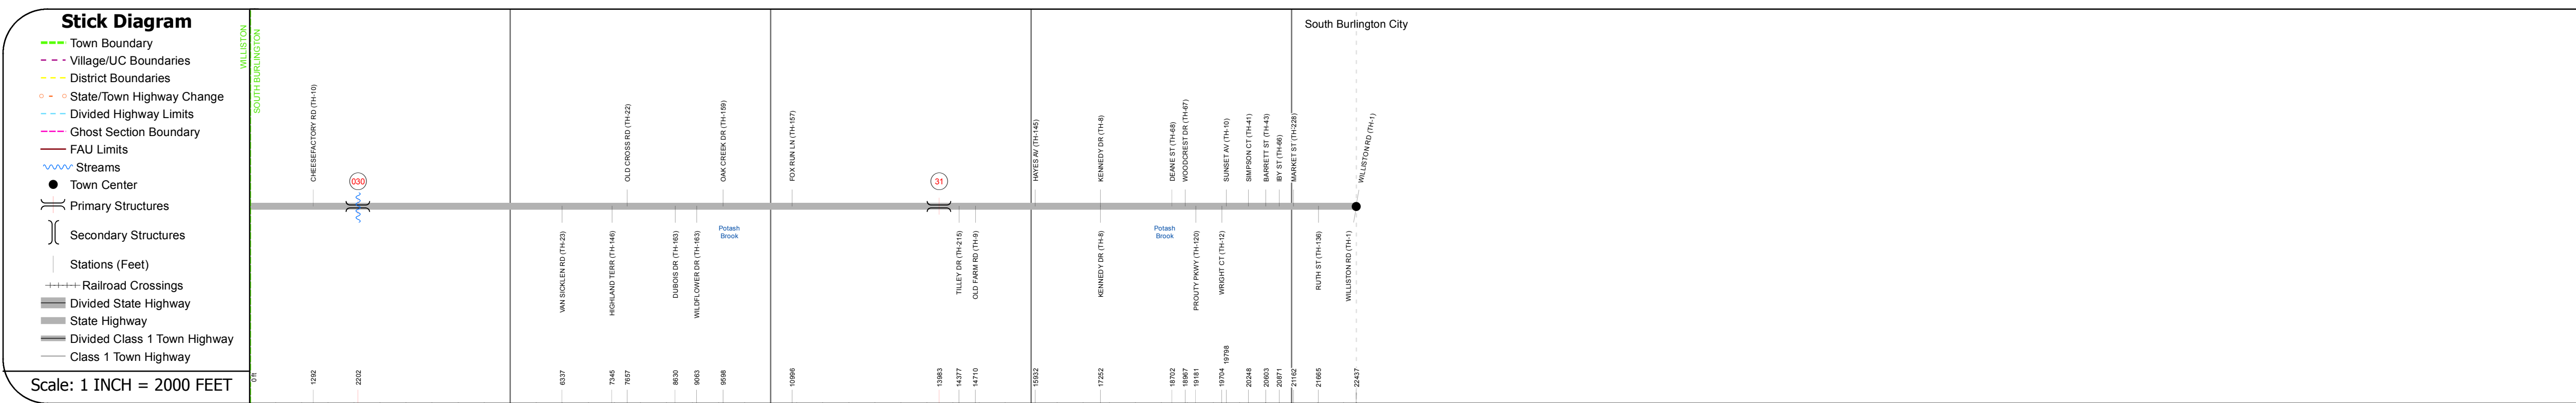 Stick Diagram
Town Boundary
Village/UC Boundaries
District Boundaries
State/Town Highway Change
Divided Highway Limits
Ghost Section Boundary
FAU Limits
Streams
Town Center
Primary Structures
Secondary Structures
Stations (Feet)
Railroad Crossings
Divided State Highway
State Highway
Divided Class 1 Town Highway
Class 1 Town Highway
Scale: 1 INCH = 2000 FEET
WILLISTON
SOUTH BURLINGTON
South Burlington City
CHEESEFACTORY RD (TH-10)
OLD CROSS RD (TH-22)
OAK CREEK DR (TH-159)
FOX RUN LN (TH-157)
HAYES AV (TH-145)
KENNEDY DR (TH-8)
DEANE ST (TH-68)
WOODCREST DR (TH-67)
SUNSET AV (TH-10)
SIMPSON CT (TH-41)
BARRETT ST (TH-43)
IBY ST (TH-66)
MARKET ST (TH-228)
WILLISTON RD (TH-1)
030
31
VAN SICKLEN RD (TH-23)
HIGHLAND TERR (TH-146)
DUBOIS DR (TH-163)
WILDFLOWER DR (TH-163)
Potash
Brook
TILLEY DR (TH-215)
OLD FARM RD (TH-9)
KENNEDY DR (TH-8)
Potash
Brook
PROUTY PKWY (TH-120)
WRIGHT CT (TH-12)
RUTH ST (TH-136)
WILLISTON RD (TH-1)
0 ft
1292
2202
6337
7345
7657
8630
9063
9598
10996
13983
14377
14710
15932
17252
18702
18967
19181
19704
19798
20248
20603
20871
21162
21665
22437